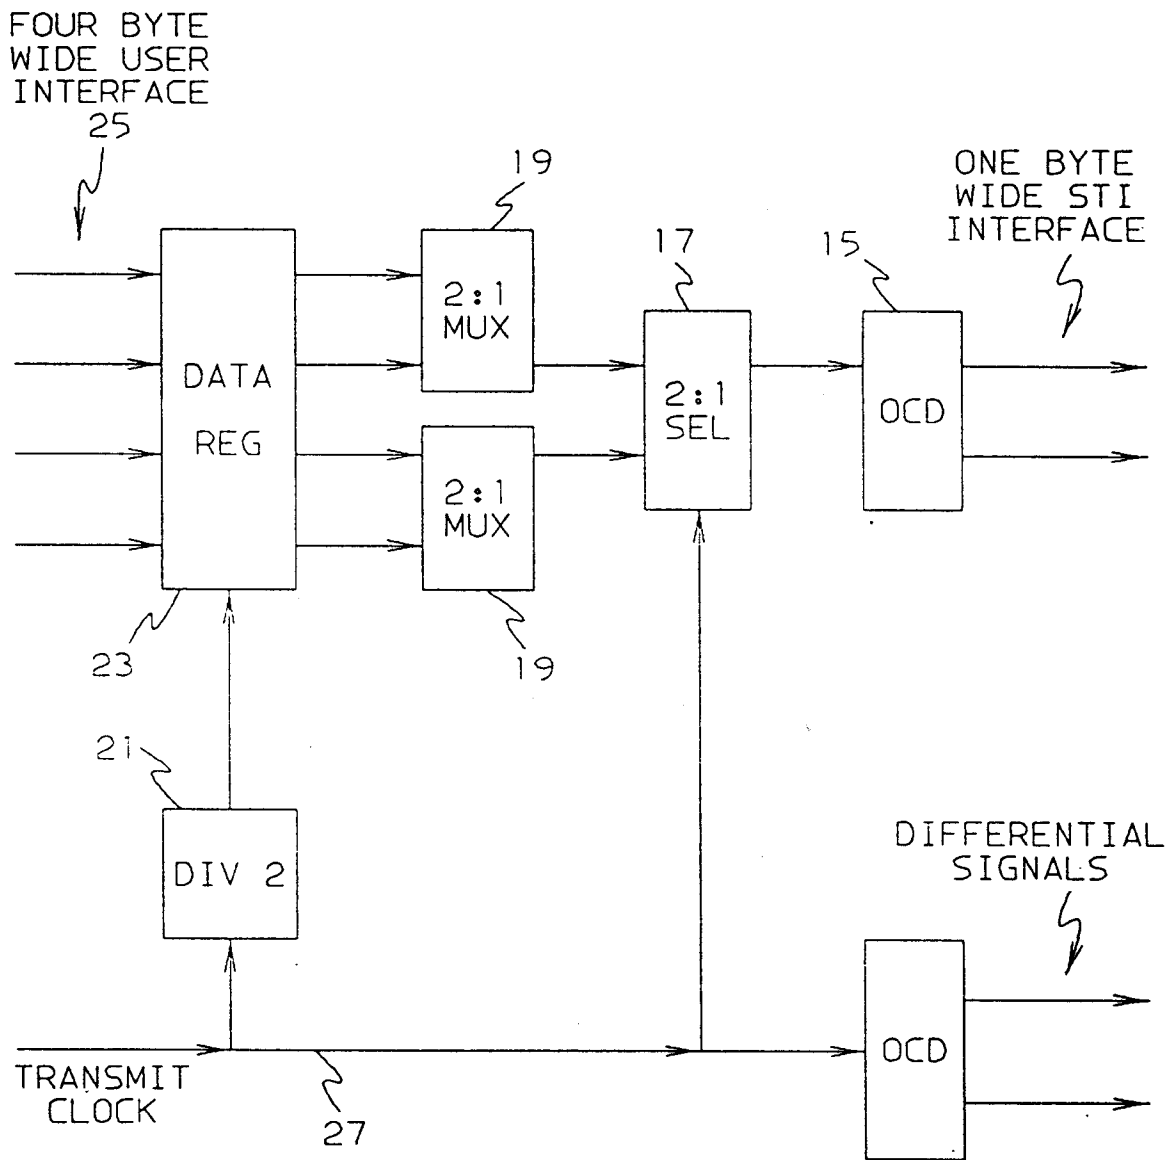 FOUR BYTE
WIDE USER
INTERFACE
25
19
ONE BYTE
WIDE STI
INTERFACE
17
15
2:1
MUX
DATA
REG
2:1
SEL
OCD
2:1
MUX
23
19
21
DIV 2
DIFFERENTIAL
SIGNALS
OCD
TRANSMIT
CLOCK
27